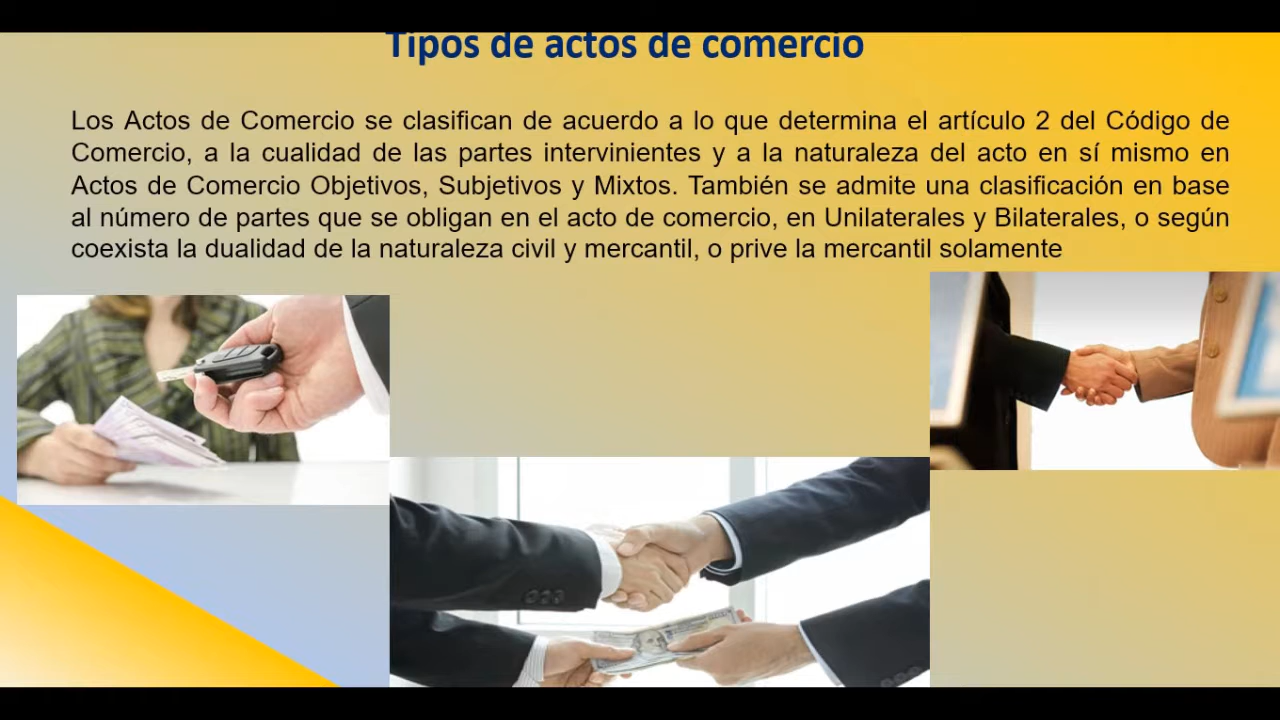 Tipos de actos de comercio
Los Actos de Comercio se clasifican de acuerdo a lo que determina el artículo 2 del Código de
Comercio, a la cualidad de las partes intervinientes y a la naturaleza del acto en sí mismo en
Actos de Comercio Objetivos, Subjetivos y Mixtos. También se admite una clasificación en base
al número de partes que se obligan en el acto de comercio, en Unilaterales y Bilaterales, o según
coexista la dualidad de la naturaleza civil y mercantil, o prive la mercantil solamente